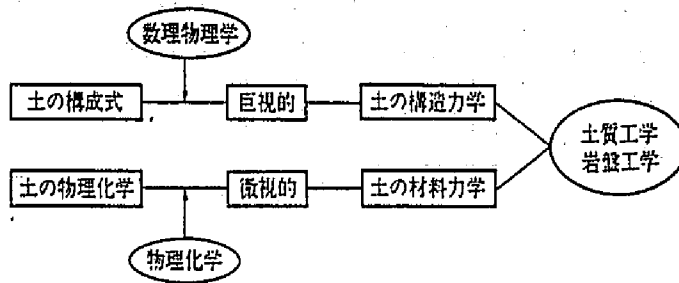 数理物理学
土の構成式
巨視的
土の構造力学
土質工学
岩盤工学
土の物理化学
微視的
土の材料力学
物理化学